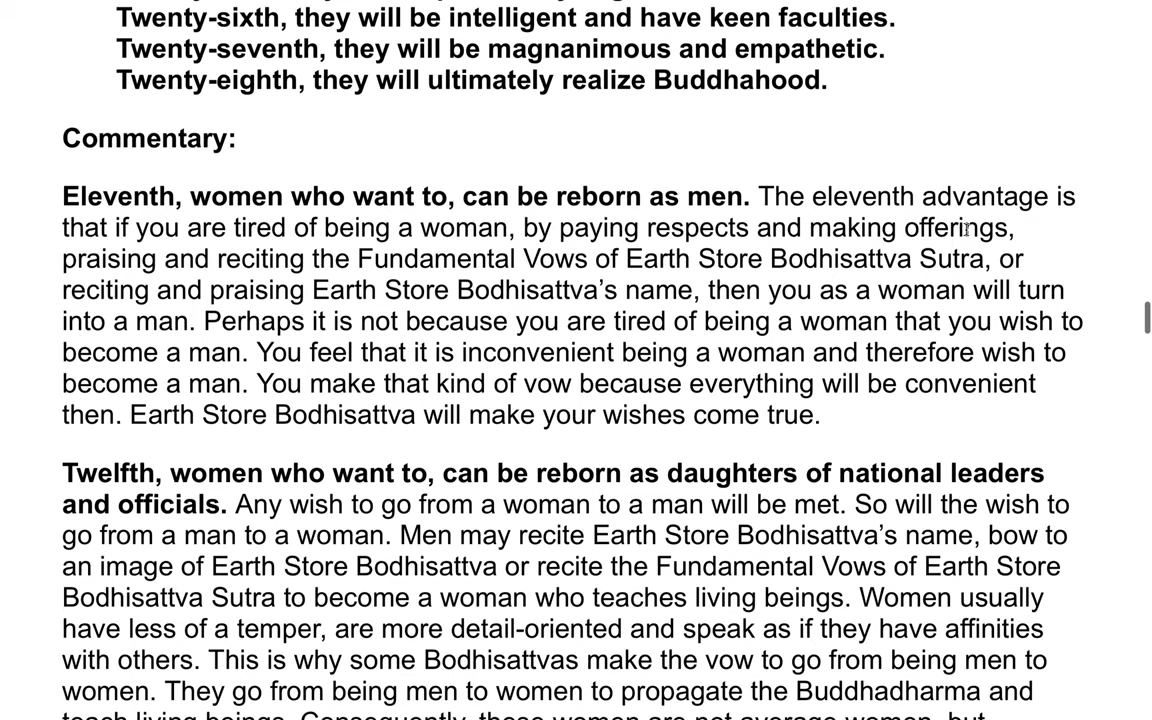 Twenty-sixth, they will be intelligent and have keen faculties.
Twenty-seventh, they will be magnanimous and empathetic.
Twenty-eighth, they will ultimately realize Buddhahood.
Commentary:
Eleventh, women who want to, can be reborn as men. The eleventh advantage is
that if you are tired of being a woman, by paying respects and making offerings,
praising and reciting the Fundamental Vows of Earth Store Bodhisattva Sutra, or
reciting and praising Earth Store Bodhisattva’s name, then you as a woman will turn
into a man. Perhaps it is not because you are tired of being a woman that you wish to
become a man. You feel that it is inconvenient being a woman and therefore wish to
become a man. You make that kind of vow because everything will be convenient
then. Earth Store Bodhisattva will make your wishes come true.
Twelfth, women who want to, can be reborn as daughters of national leaders
and officials. Any wish to go from a woman to a man will be met. So will the wish to
go from a man to a woman. Men may recite Earth Store Bodhisattva’s name, bow to
an image of Earth Store Bodhisattva or recite the Fundamental Vows of Earth Store
Bodhisattva Sutra to become a woman who teaches living beings. Women usually
have less of a temper, are more detail-oriented and speak as if they have affinities
with others. This is why some Bodhisattvas make the vow to go from being men to
women. They go from being men to women to propagate the Buddhadharma and
teach living beings. Consequently, these women are not average women, but